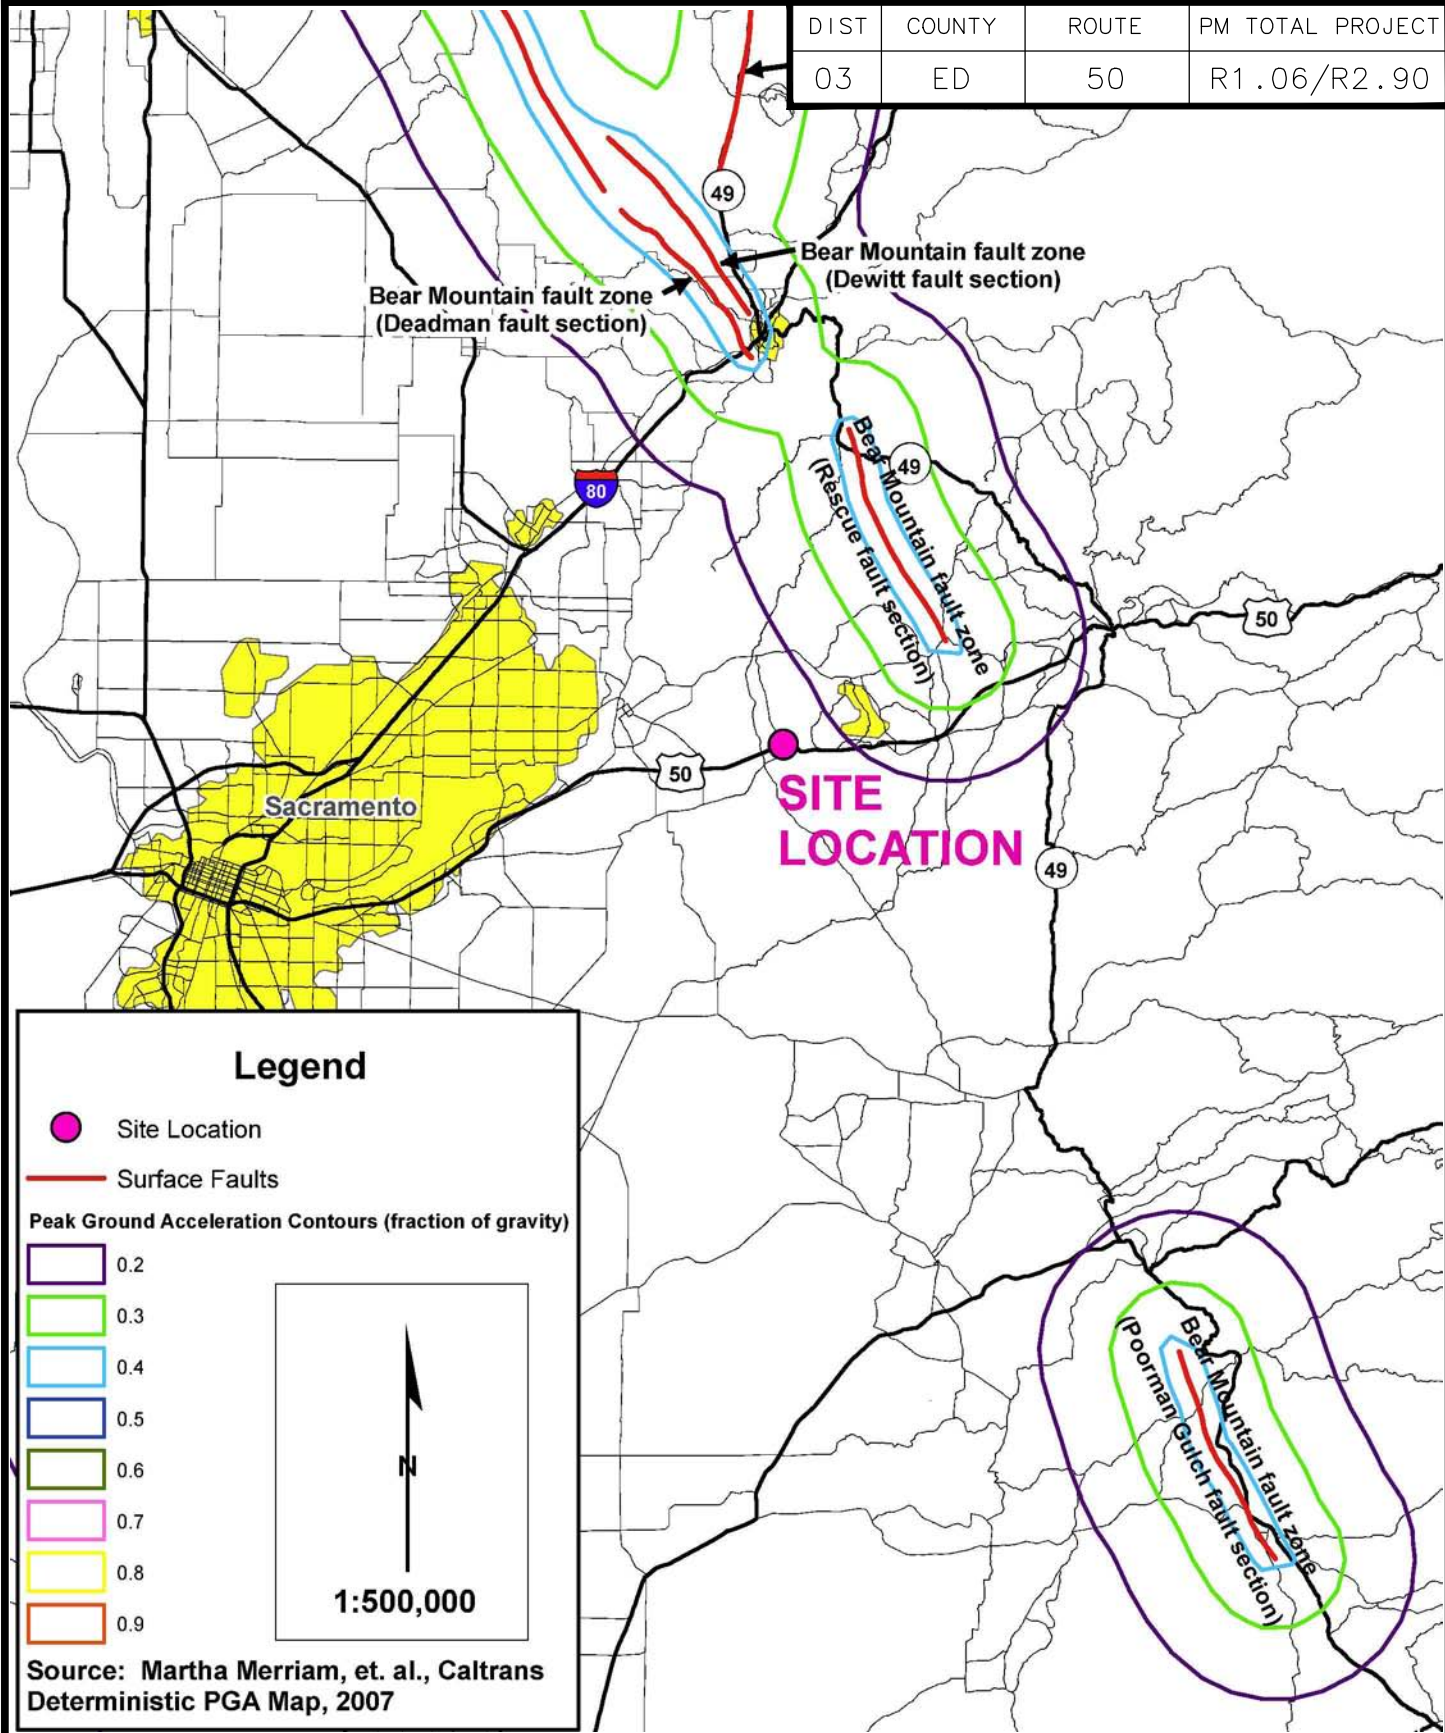 DIST COUNTY ROUTE PM TOTAL PROJECT
03 ED 50 R1.06/R2.90
49
Bear Mountain fault zone
(Dewitt fault section)
Bear Mountain fault zone
(Deadman fault section)
80
49
Bear Mountain fault zone
(Rescue fault section)
50
50
SITE
LOCATION
Sacramento
49
Legend
Site Location
Surface Faults
Peak Ground Acceleration Contours (fraction of gravity)
0.2
0.3
0.4
0.5
0.6
0.7
0.8
0.9
N
1:500,000
Source: Martha Merriam, et. al., Caltrans
Deterministic PGA Map, 2007
Bear Mountain fault zone
(Poorman Gulch fault section)